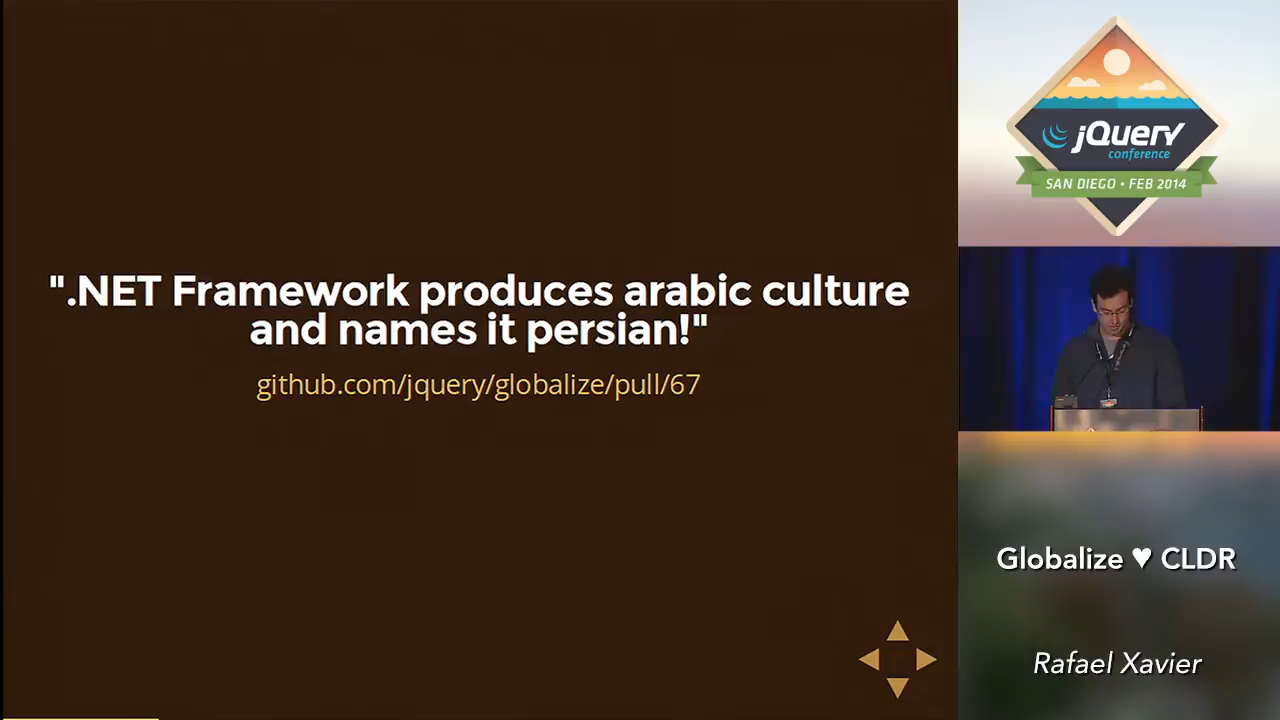 ".NET Framework produces arabic culture
and names it persian!"
github.com/jquery/globalize/pull/67
jQuery
conference
SAN DIEGO • FEB 2014
Globalize ♥ CLDR
Rafael Xavier